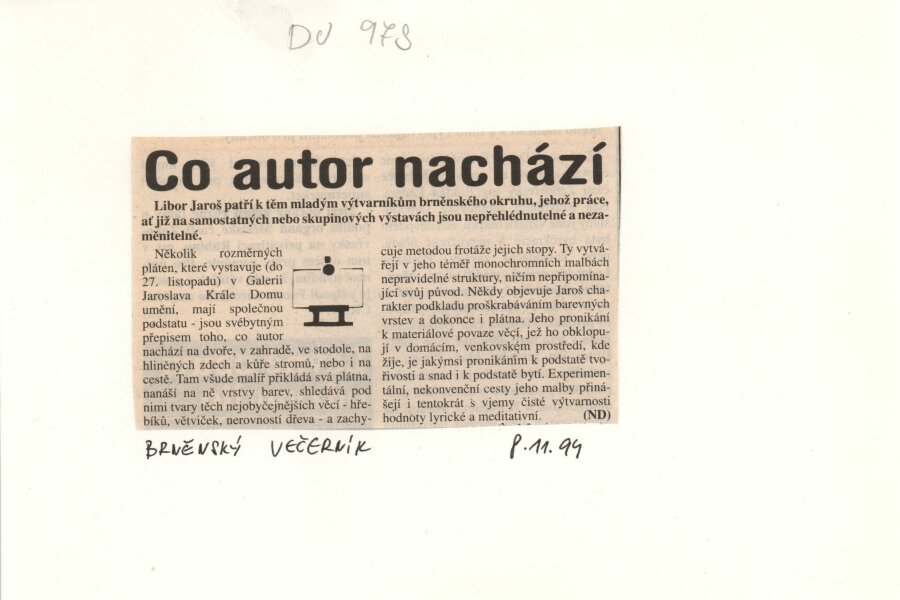 DU 978
Co autor nachází
Libor Jaroš patří k těm mladým výtvarníkům brněnského okruhu, jehož práce,
ať již na samostatných nebo skupinových výstavách jsou nepřehlédnutelné a neza-
měnitelné.
Několik rozměrných
pláten, které vystavuje (do
27. listopadu) v Galerii
Jaroslava Krále Domu
umění, mají společnou
podstatu - jsou svébytným
přepisem toho, co autor
nachází na dvoře, v zahradě, ve stodole, na
hliněných zdech a kůře stromů, nebo i na
cestě. Tam všude malíř přikládá svá plátna,
nanáší na ně vrstvy barev, shledává pod
nimi tvary těch nejobyčejnějších věcí - hře-
bíků, větviček, nerovností dřeva - a zachy-
cuje metodou frotáže jejich stopy. Ty vytvá-
řejí v jeho téměř monochromních malbách
nepravidelné struktury, ničím nepřipomína-
jící svůj původ. Někdy objevuje Jaroš cha-
rakter podkladu proškrabáváním barevných
vrstev a dokonce i plátna. Jeho pronikání
k materiálové povaze věcí, jež ho obklopu-
jí v domácím, venkovském prostředí, kde
žije, je jakýmsi pronikáním k podstatě tvo-
řivosti a snad i k podstatě bytí. Experimen-
tální, nekonvenční cesty jeho malby přiná-
šejí i tentokrát s vjemy čisté výtvarnosti
hodnoty lyrické a meditativní. (ND)
BRNĚNSKÝ VEČERNÍK 8.11.94